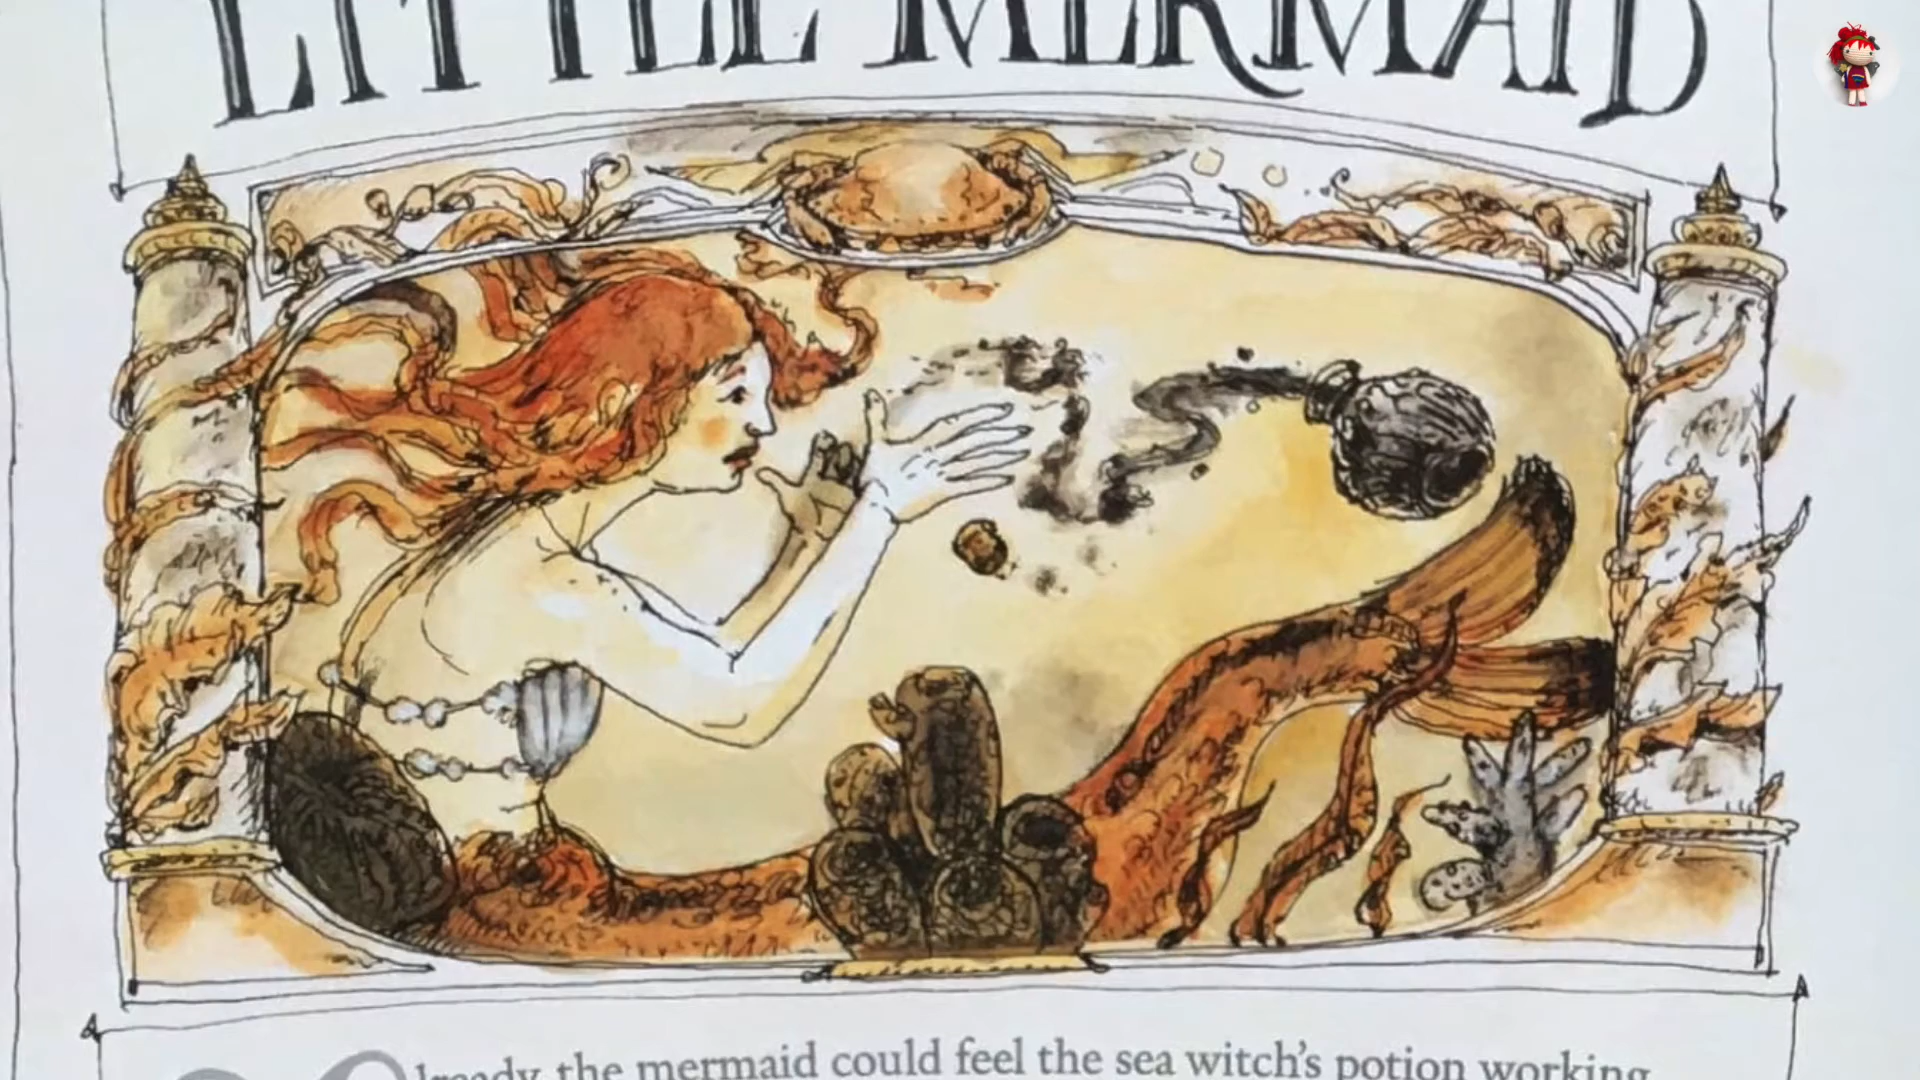 LITTLE MERMAID
lready the mermaid could feel the sea witch's potion working